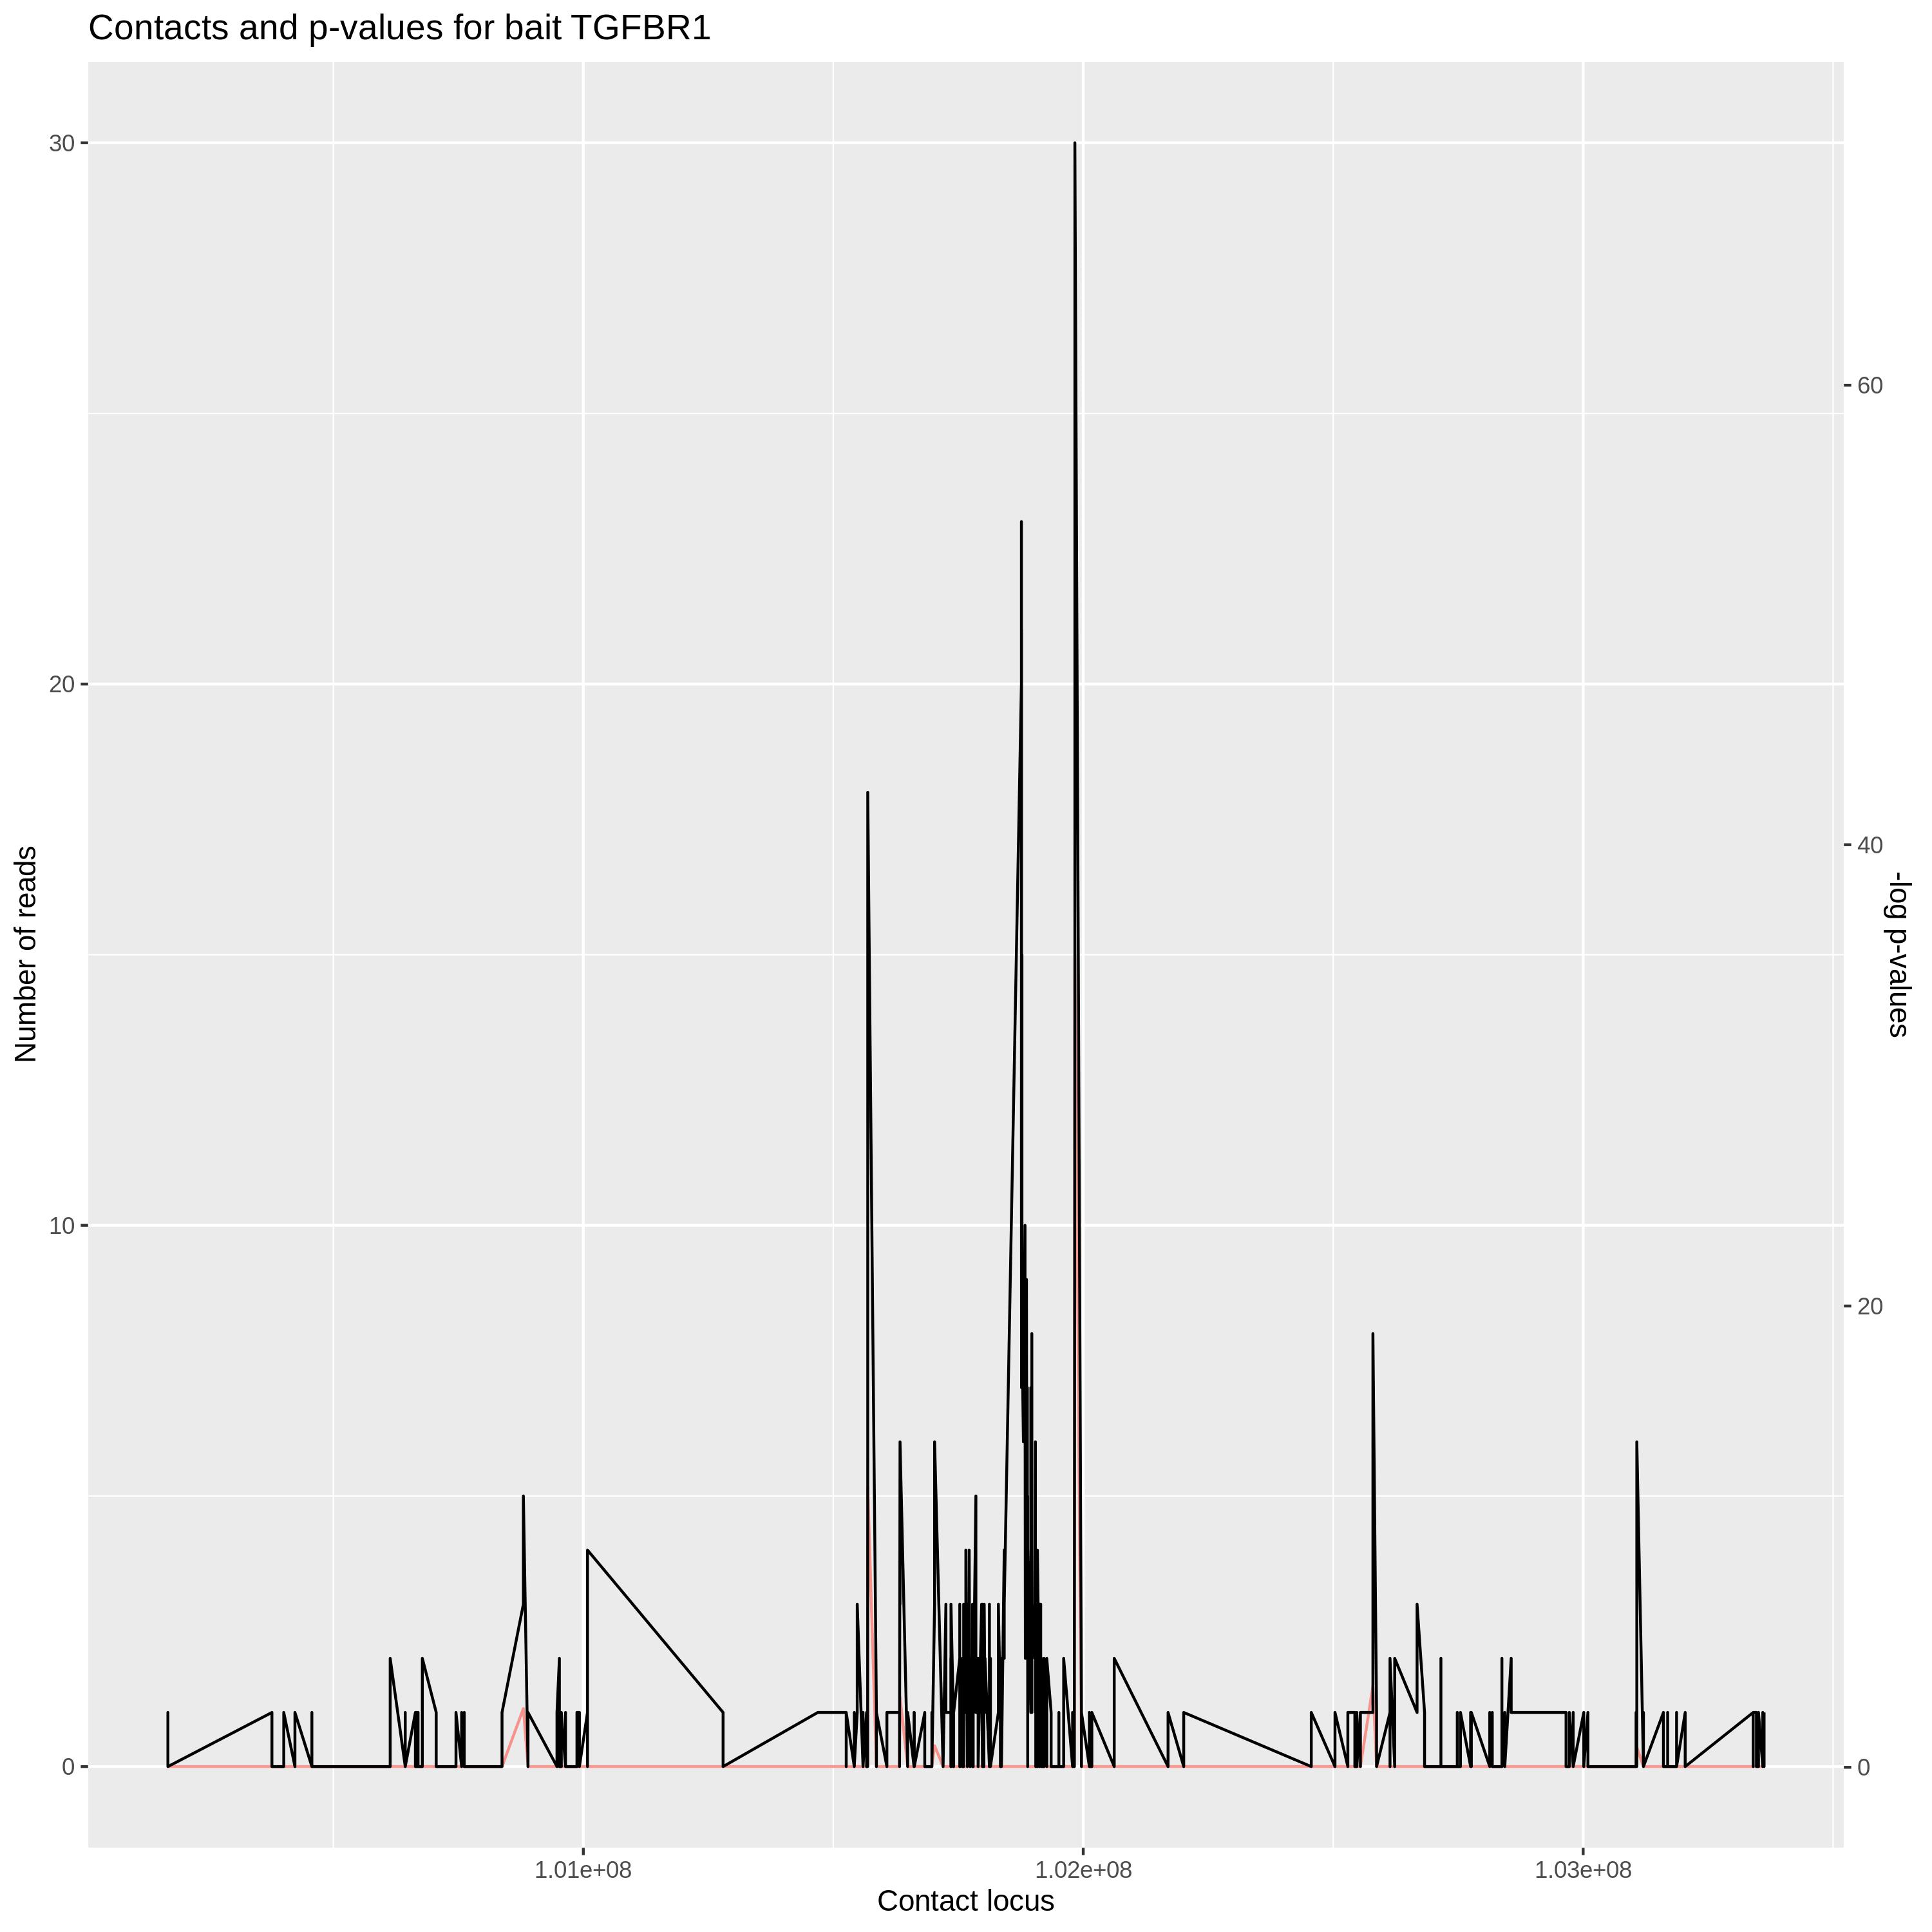 Contacts and p-values for bait TGFBR1
30
20
10
0
Number of reads
60
40
20
0
-log p-values
1.01e+08
1.02e+08
1.03e+08
Contact locus